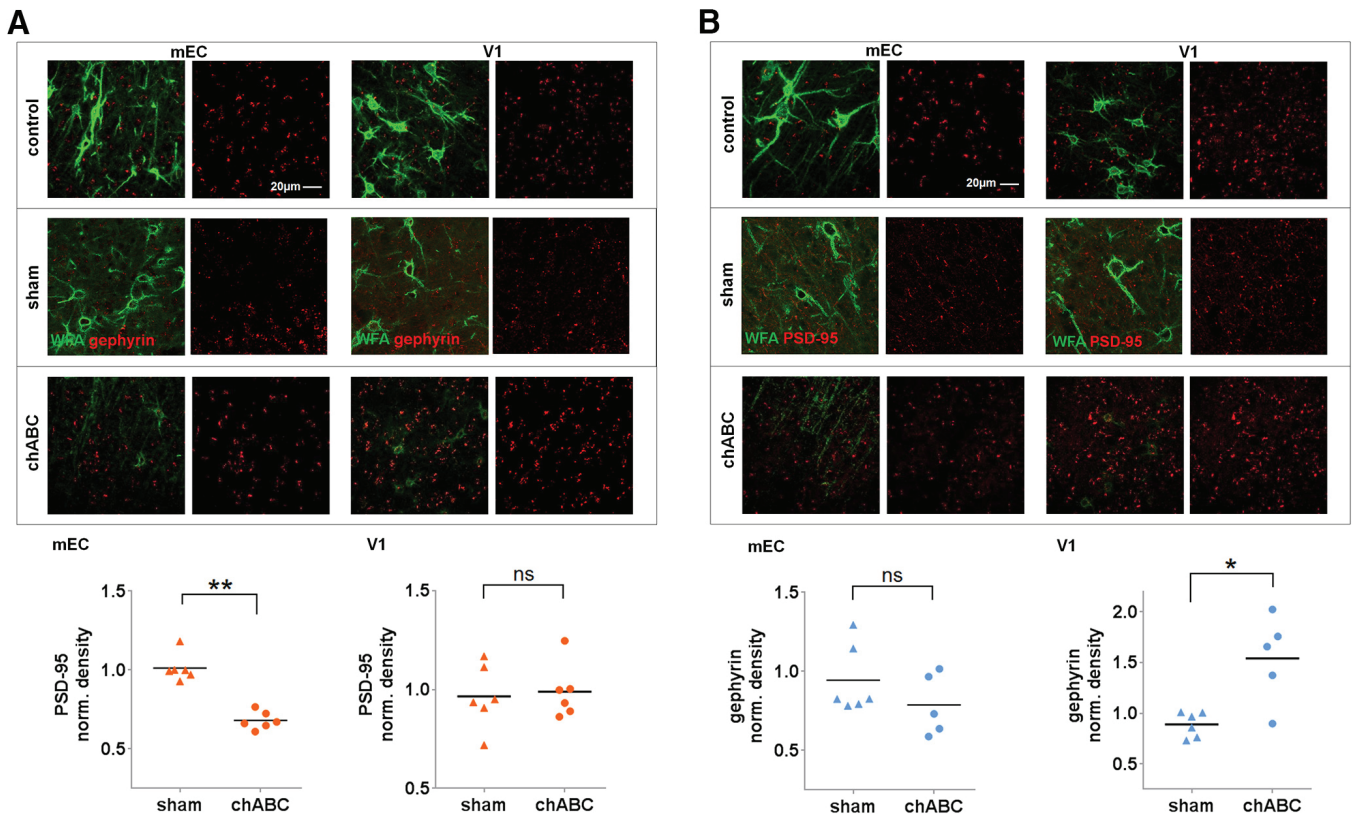 A
mEC
V1
control
20µm
sham
WFA gephyrin
WFA gephyrin
chABC
mEC
V1
1.5
1.0
0.5
PSD-95
norm. density
**
sham
chABC
1.5
1.0
0.5
PSD-95
norm. density
ns
sham
chABC
B
mEC
V1
control
20µm
sham
WFA PSD-95
WFA PSD-95
chABC
mEC
V1
1.5
1.0
0.5
gephyrin
norm. density
ns
sham
chABC
2.0
1.5
1.0
0.5
gephyrin
norm. density
*
sham
chABC